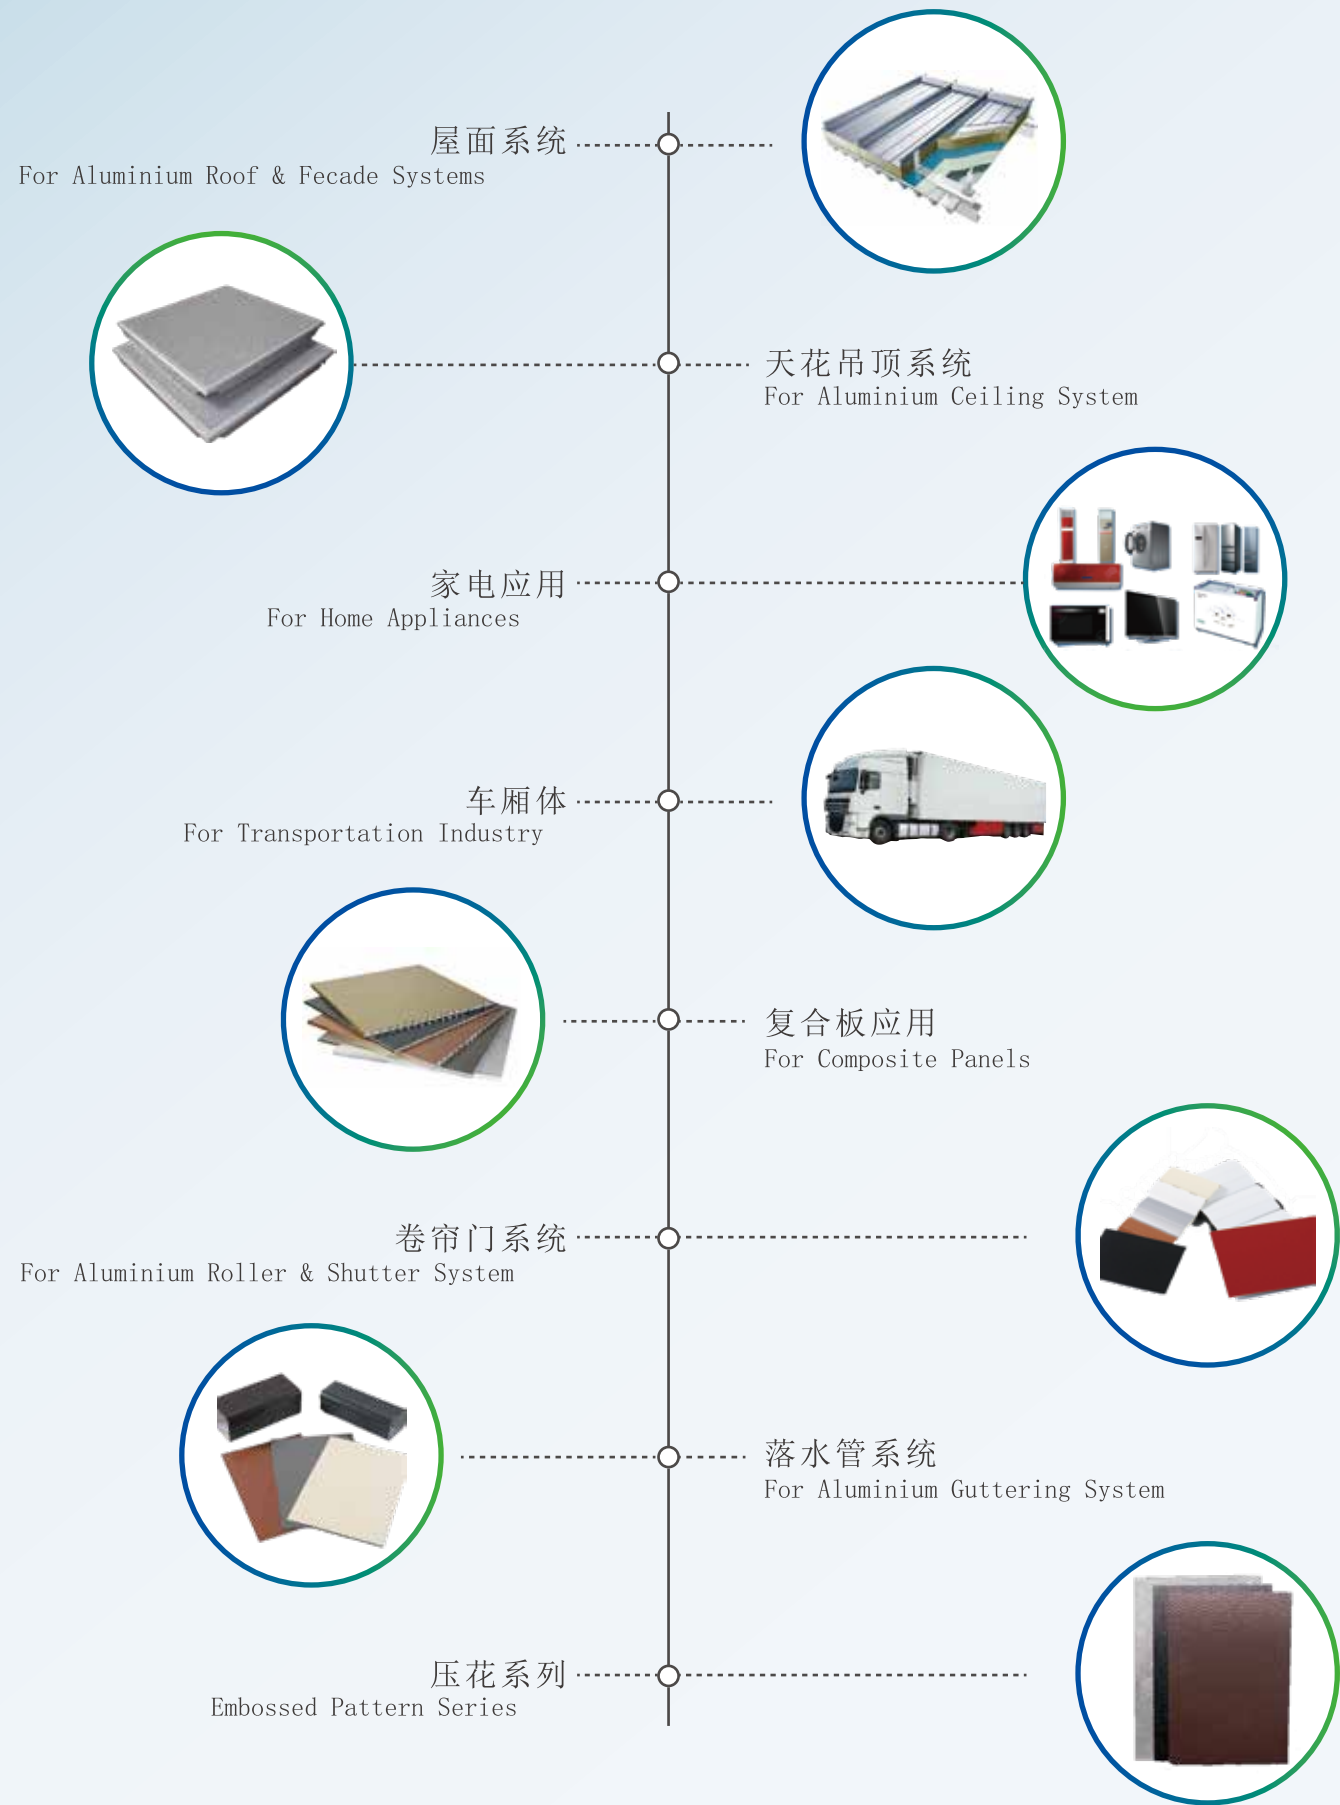 屋面系统
For Aluminium Roof & Fecade Systems
天花吊顶系统
For Aluminium Ceiling System
家电应用
For Home Appliances
车厢体
For Transportation Industry
复合板应用
For Composite Panels
卷帘门系统
For Aluminium Roller & Shutter System
落水管系统
For Aluminium Guttering System
压花系列
Embossed Pattern Series